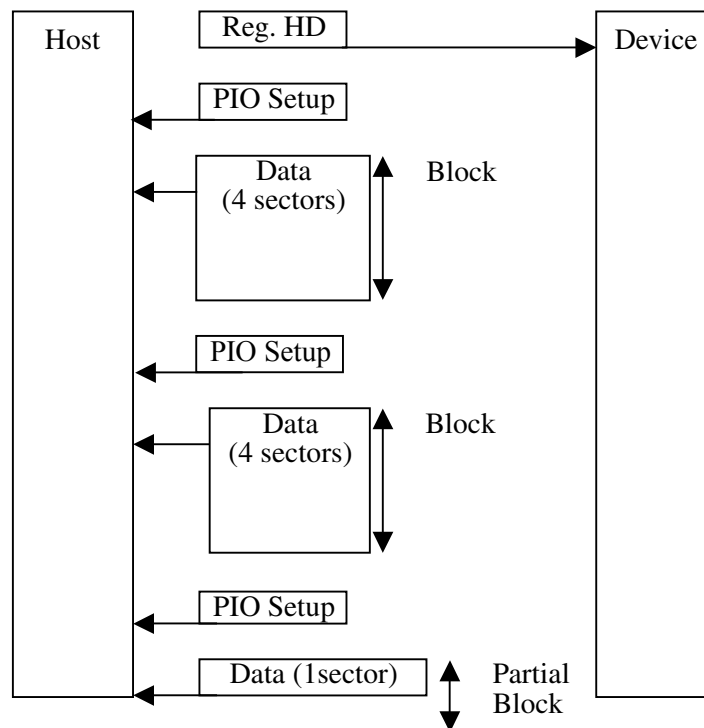 Host
Reg. HD
Device
PIO Setup
Data
(4 sectors)
Block
PIO Setup
Data
(4 sectors)
Block
PIO Setup
Data (1sector)
Partial
Block